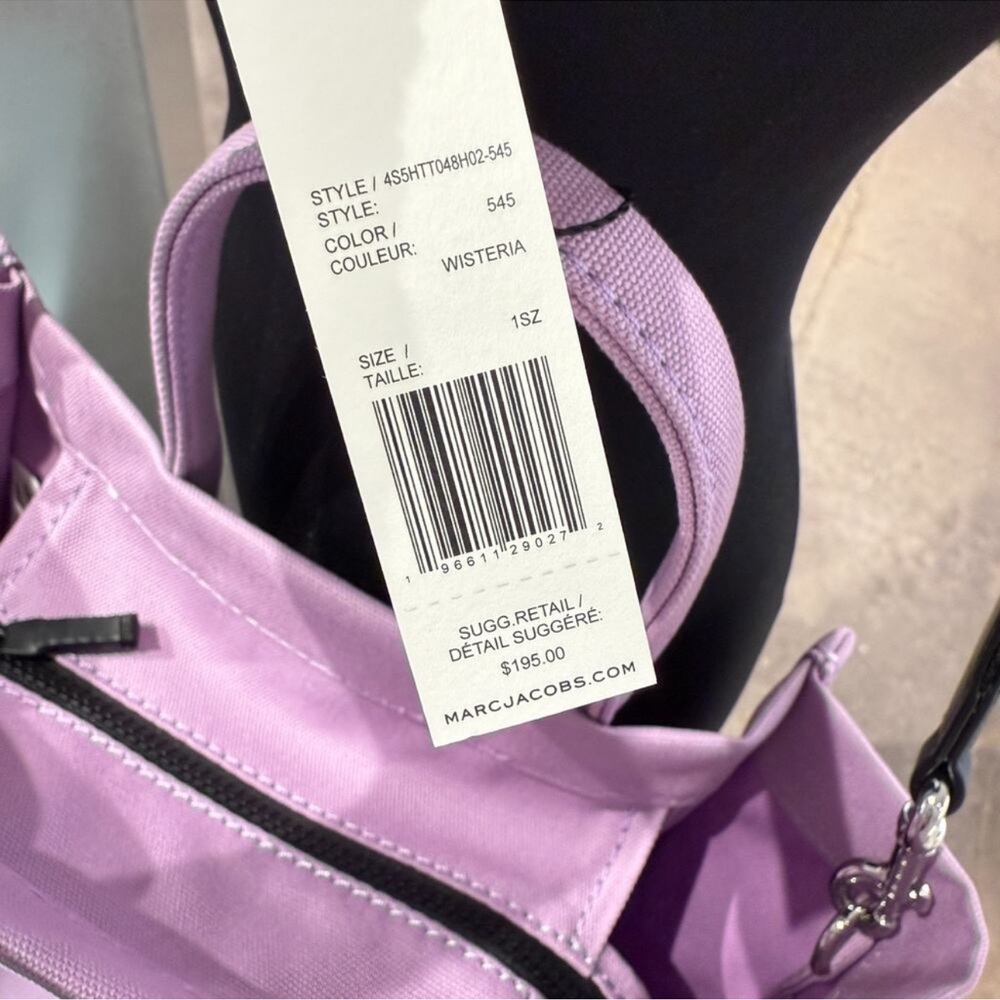 STYLE / 4S5HTT048H02-545
STYLE:
COLOR / 545
COULEUR: WISTERIA
1SZ
SIZE /
TAILLE:
1 96611 29027 2
SUGG.RETAIL /
DÉTAIL SUGGÉRÉ:
$195.00
MARCJACOBS.COM